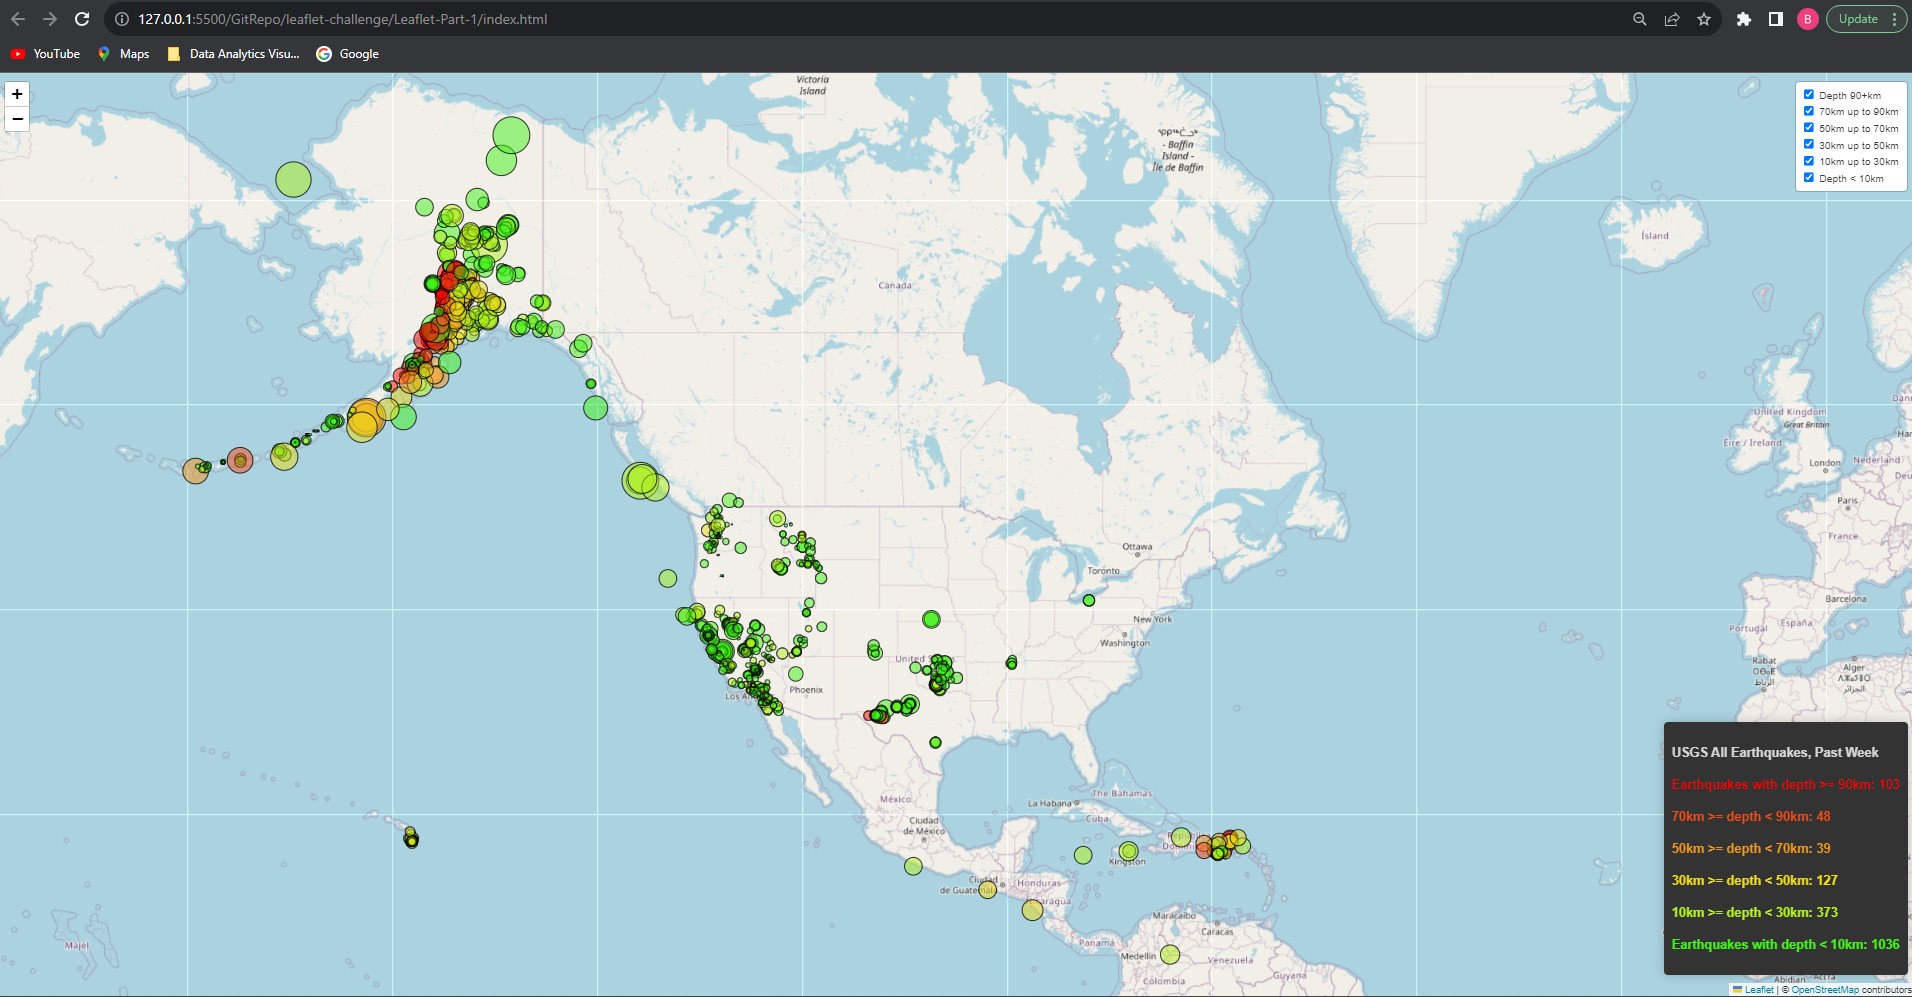 127.0.0.1:5500/GitRepo/leaflet-challenge/Leaflet-Part-1/index.html
B
Update
YouTube
Maps
Data Analytics Visu...
Google
+
−
Depth 90+km
70km up to 90km
50km up to 70km
30km up to 50km
10km up to 30km
Depth < 10km
Victoria
Island
- Baffin
Island -
Île de Baffin
Ísland
Canada
United Kingdom
Great Britain
Éire / Ireland
London
Nederland
Paris
France
Barcelona
España
Portugal
Rabat
Alger
الجزائر
Ottawa
Toronto
New York
Washington
United
Phoenix
Los
México
Ciudad
de México
La Habana
Cuba
The Bahamas
Kingston
Ciudad
de Guatemala
Honduras
Nicaragua
Panamá
Maracaibo
Caracas
Medellín
Venezuela
Colombia
Guyana
Majel
Abidjan
Accra
USGS All Earthquakes, Past Week
Earthquakes with depth >= 90km: 103
70km >= depth < 90km: 48
50km >= depth < 70km: 39
30km >= depth < 50km: 127
10km >= depth < 30km: 373
Earthquakes with depth < 10km: 1036
Leaflet | © OpenStreetMap contributors